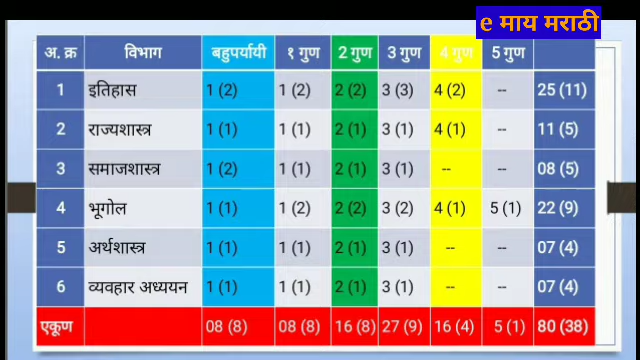 e माय मराठी
अ. क्र विभाग बहुपर्यायी १ गुण 2 गुण 3 गुण 4 गुण 5 गुण
1 इतिहास 1 (2) 1 (2) 2 (2) 3 (3) 4 (2) -- 25 (11)
2 राज्यशास्त्र 1 (1) 1 (1) 2 (1) 3 (1) 4 (1) -- 11 (5)
3 समाजशास्त्र 1 (2) 1 (1) 2 (1) 3 (1) -- -- 08 (5)
4 भूगोल 1 (1) 1 (2) 2 (2) 3 (2) 4 (1) 5 (1) 22 (9)
5 अर्थशास्त्र 1 (1) 1 (1) 2 (1) 3 (1) -- -- 07 (4)
6 व्यवहार अध्ययन 1 (1) 1 (1) 2 (1) 3 (1) -- -- 07 (4)
एकूण 08 (8) 08 (8) 16 (8) 27 (9) 16 (4) 5 (1) 80 (38)